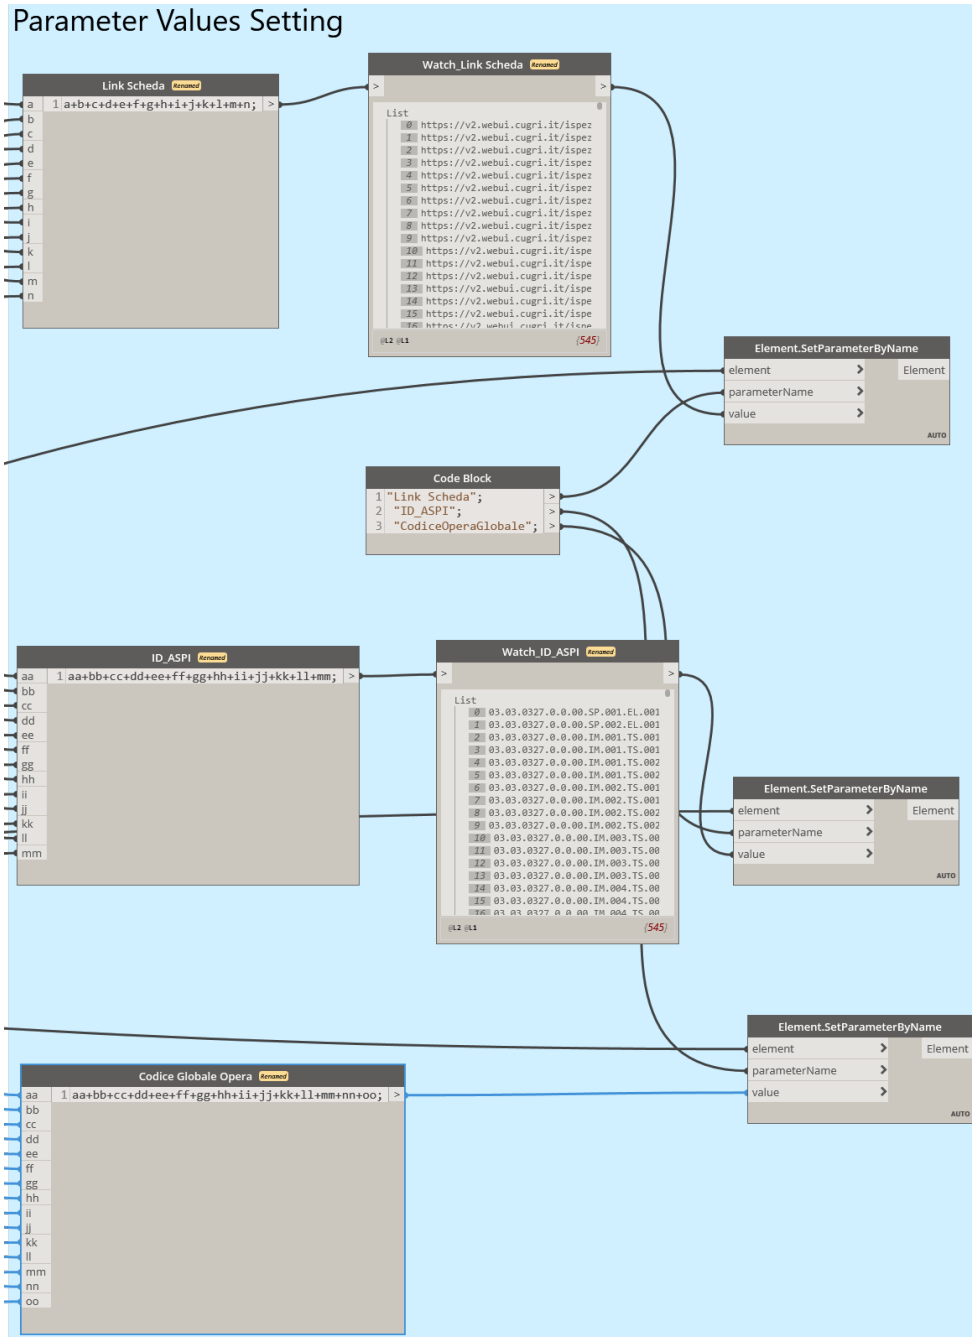 Parameter Values Setting
Link Scheda Renamed
a 1 a+b+c+d+e+f+g+h+i+j+k+l+m+n; >
b
c
d
e
f
g
h
i
j
k
l
m
n
Watch_Link Scheda Renamed
> >
List
0 https://v2.webui.cugri.it/ispez
1 https://v2.webui.cugri.it/ispez
2 https://v2.webui.cugri.it/ispez
3 https://v2.webui.cugri.it/ispez
4 https://v2.webui.cugri.it/ispez
5 https://v2.webui.cugri.it/ispez
6 https://v2.webui.cugri.it/ispez
7 https://v2.webui.cugri.it/ispez
8 https://v2.webui.cugri.it/ispez
9 https://v2.webui.cugri.it/ispez
10 https://v2.webui.cugri.it/ispe
11 https://v2.webui.cugri.it/ispe
12 https://v2.webui.cugri.it/ispe
13 https://v2.webui.cugri.it/ispe
14 https://v2.webui.cugri.it/ispe
15 https://v2.webui.cugri.it/ispe
16 https://v2.webui.cugri.it/ispe
@L2 @L1 {545}
Element.SetParameterByName
element > Element
parameterName >
value >
AUTO
Code Block
1 "Link Scheda"; >
2 "ID_ASPI"; >
3 "CodiceOperaGlobale"; >
ID_ASPI Renamed
aa 1 aa+bb+cc+dd+ee+ff+gg+hh+ii+jj+kk+ll+mm; >
bb
cc
dd
ee
ff
gg
hh
ii
jj
kk
ll
mm
Watch_ID_ASPI Renamed
> >
List
0 03.03.0327.0.0.00.SP.001.EL.001
1 03.03.0327.0.0.00.SP.002.EL.001
2 03.03.0327.0.0.00.IM.001.TS.001
3 03.03.0327.0.0.00.IM.001.TS.001
4 03.03.0327.0.0.00.IM.001.TS.002
5 03.03.0327.0.0.00.IM.001.TS.002
6 03.03.0327.0.0.00.IM.002.TS.001
7 03.03.0327.0.0.00.IM.002.TS.001
8 03.03.0327.0.0.00.IM.002.TS.002
9 03.03.0327.0.0.00.IM.002.TS.002
10 03.03.0327.0.0.00.IM.003.TS.00
11 03.03.0327.0.0.00.IM.003.TS.00
12 03.03.0327.0.0.00.IM.003.TS.00
13 03.03.0327.0.0.00.IM.003.TS.00
14 03.03.0327.0.0.00.IM.004.TS.00
15 03.03.0327.0.0.00.IM.004.TS.00
16 03.03.0327.0.0.00.IM.004.TS.00
@L2 @L1 {545}
Element.SetParameterByName
element > Element
parameterName >
value >
AUTO
Element.SetParameterByName
element > Element
parameterName >
value >
AUTO
Codice Globale Opera Renamed
aa 1 aa+bb+cc+dd+ee+ff+gg+hh+ii+jj+kk+ll+mm+nn+oo; >
bb
cc
dd
ee
ff
gg
hh
ii
jj
kk
ll
mm
nn
oo